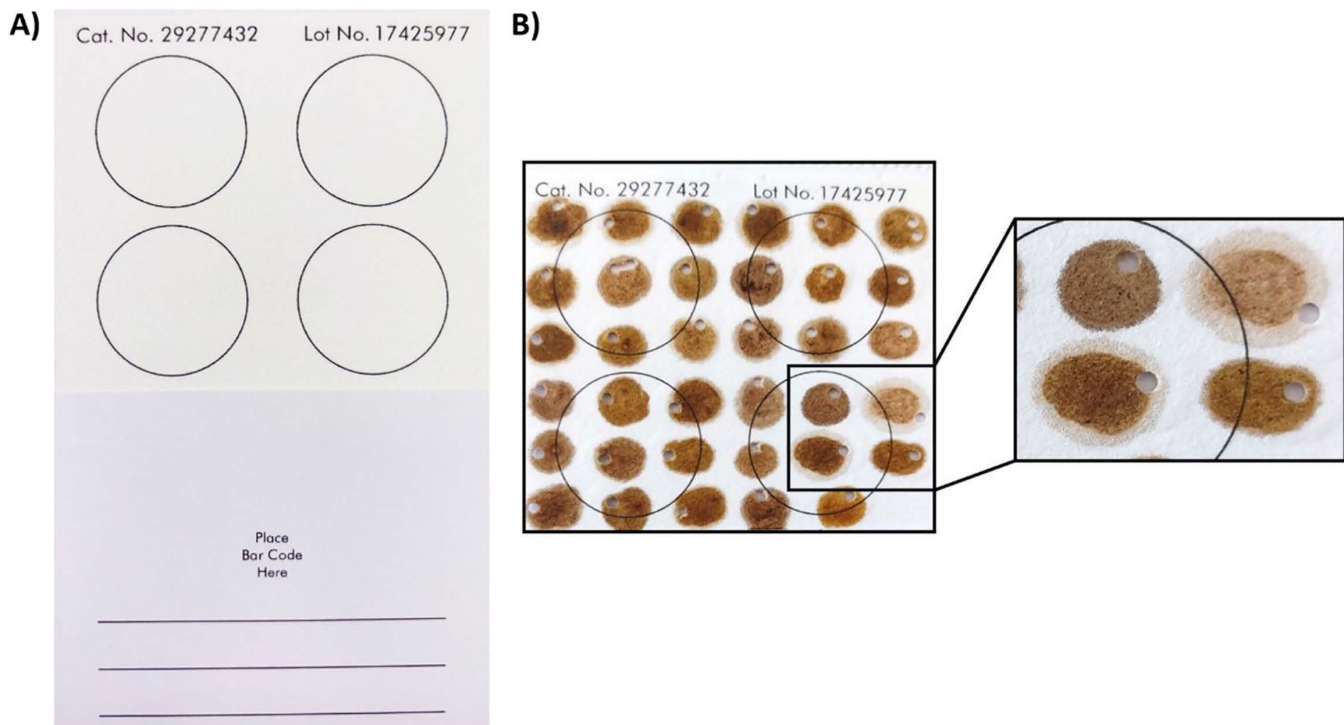 A)
Cat. No. 29277432 Lot No. 17425977
Place
Bar Code
Here
B)
Cat. No. 29277432 Lot No. 17425977